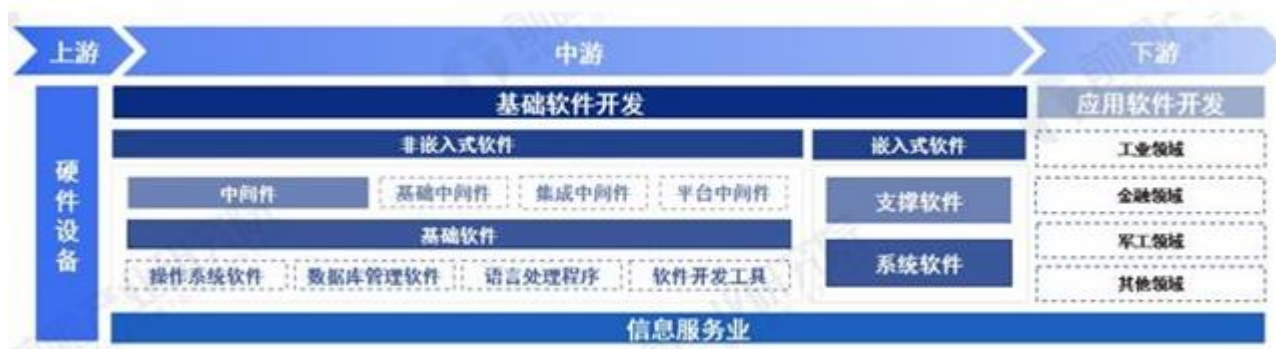 上游 中游 下游
基础软件开发 应用软件开发
非嵌入式软件 嵌入式软件 工业领域
硬件设备
中间件 基础中间件 集成中间件 平台中间件 支撑软件 金融领域
基础软件 军工领域
操作系统软件 数据库管理软件 语言处理程序 软件开发工具 系统软件 其他领域
信息服务业